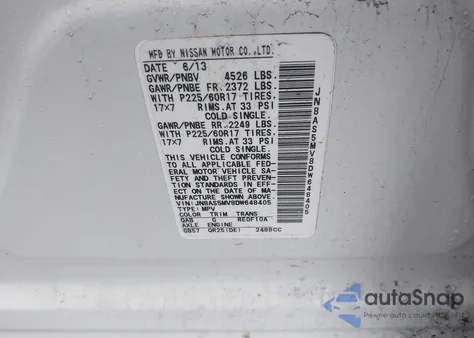 MFD BY NISSAN MOTOR CO.,LTD.
DATE 6/13
GVWR/PNBV 4526 LBS.
GAWR/PNBE FR. 2372 LBS.
WITH P225/60R17 TIRES.
17X7 RIMS. AT 33 PSI
COLD SINGLE.
GAWR/PNBE RR. 2249 LBS.
WITH P225/60R17 TIRES.
17X7 RIMS. AT 33 PSI
COLD SINGLE.
THIS VEHICLE CONFORMS
TO ALL APPLICABLE FED-
ERAL MOTOR VEHICLE
SAFETY AND THEFT PREV-
ENTION STANDARDS IN EFF-
ECT ON THE DATE OF MA-
NUFACTURE SHOWN ABOVE.
VIN: JN8AS5MV8DW648405
TYPE: MPV
COLOR TRIM TRANS
QAB G RE0F10A
AXLE ENGINE
GB57 QR25(DE) 2488CC
JN8AS5MV8DW648405
autoSnap